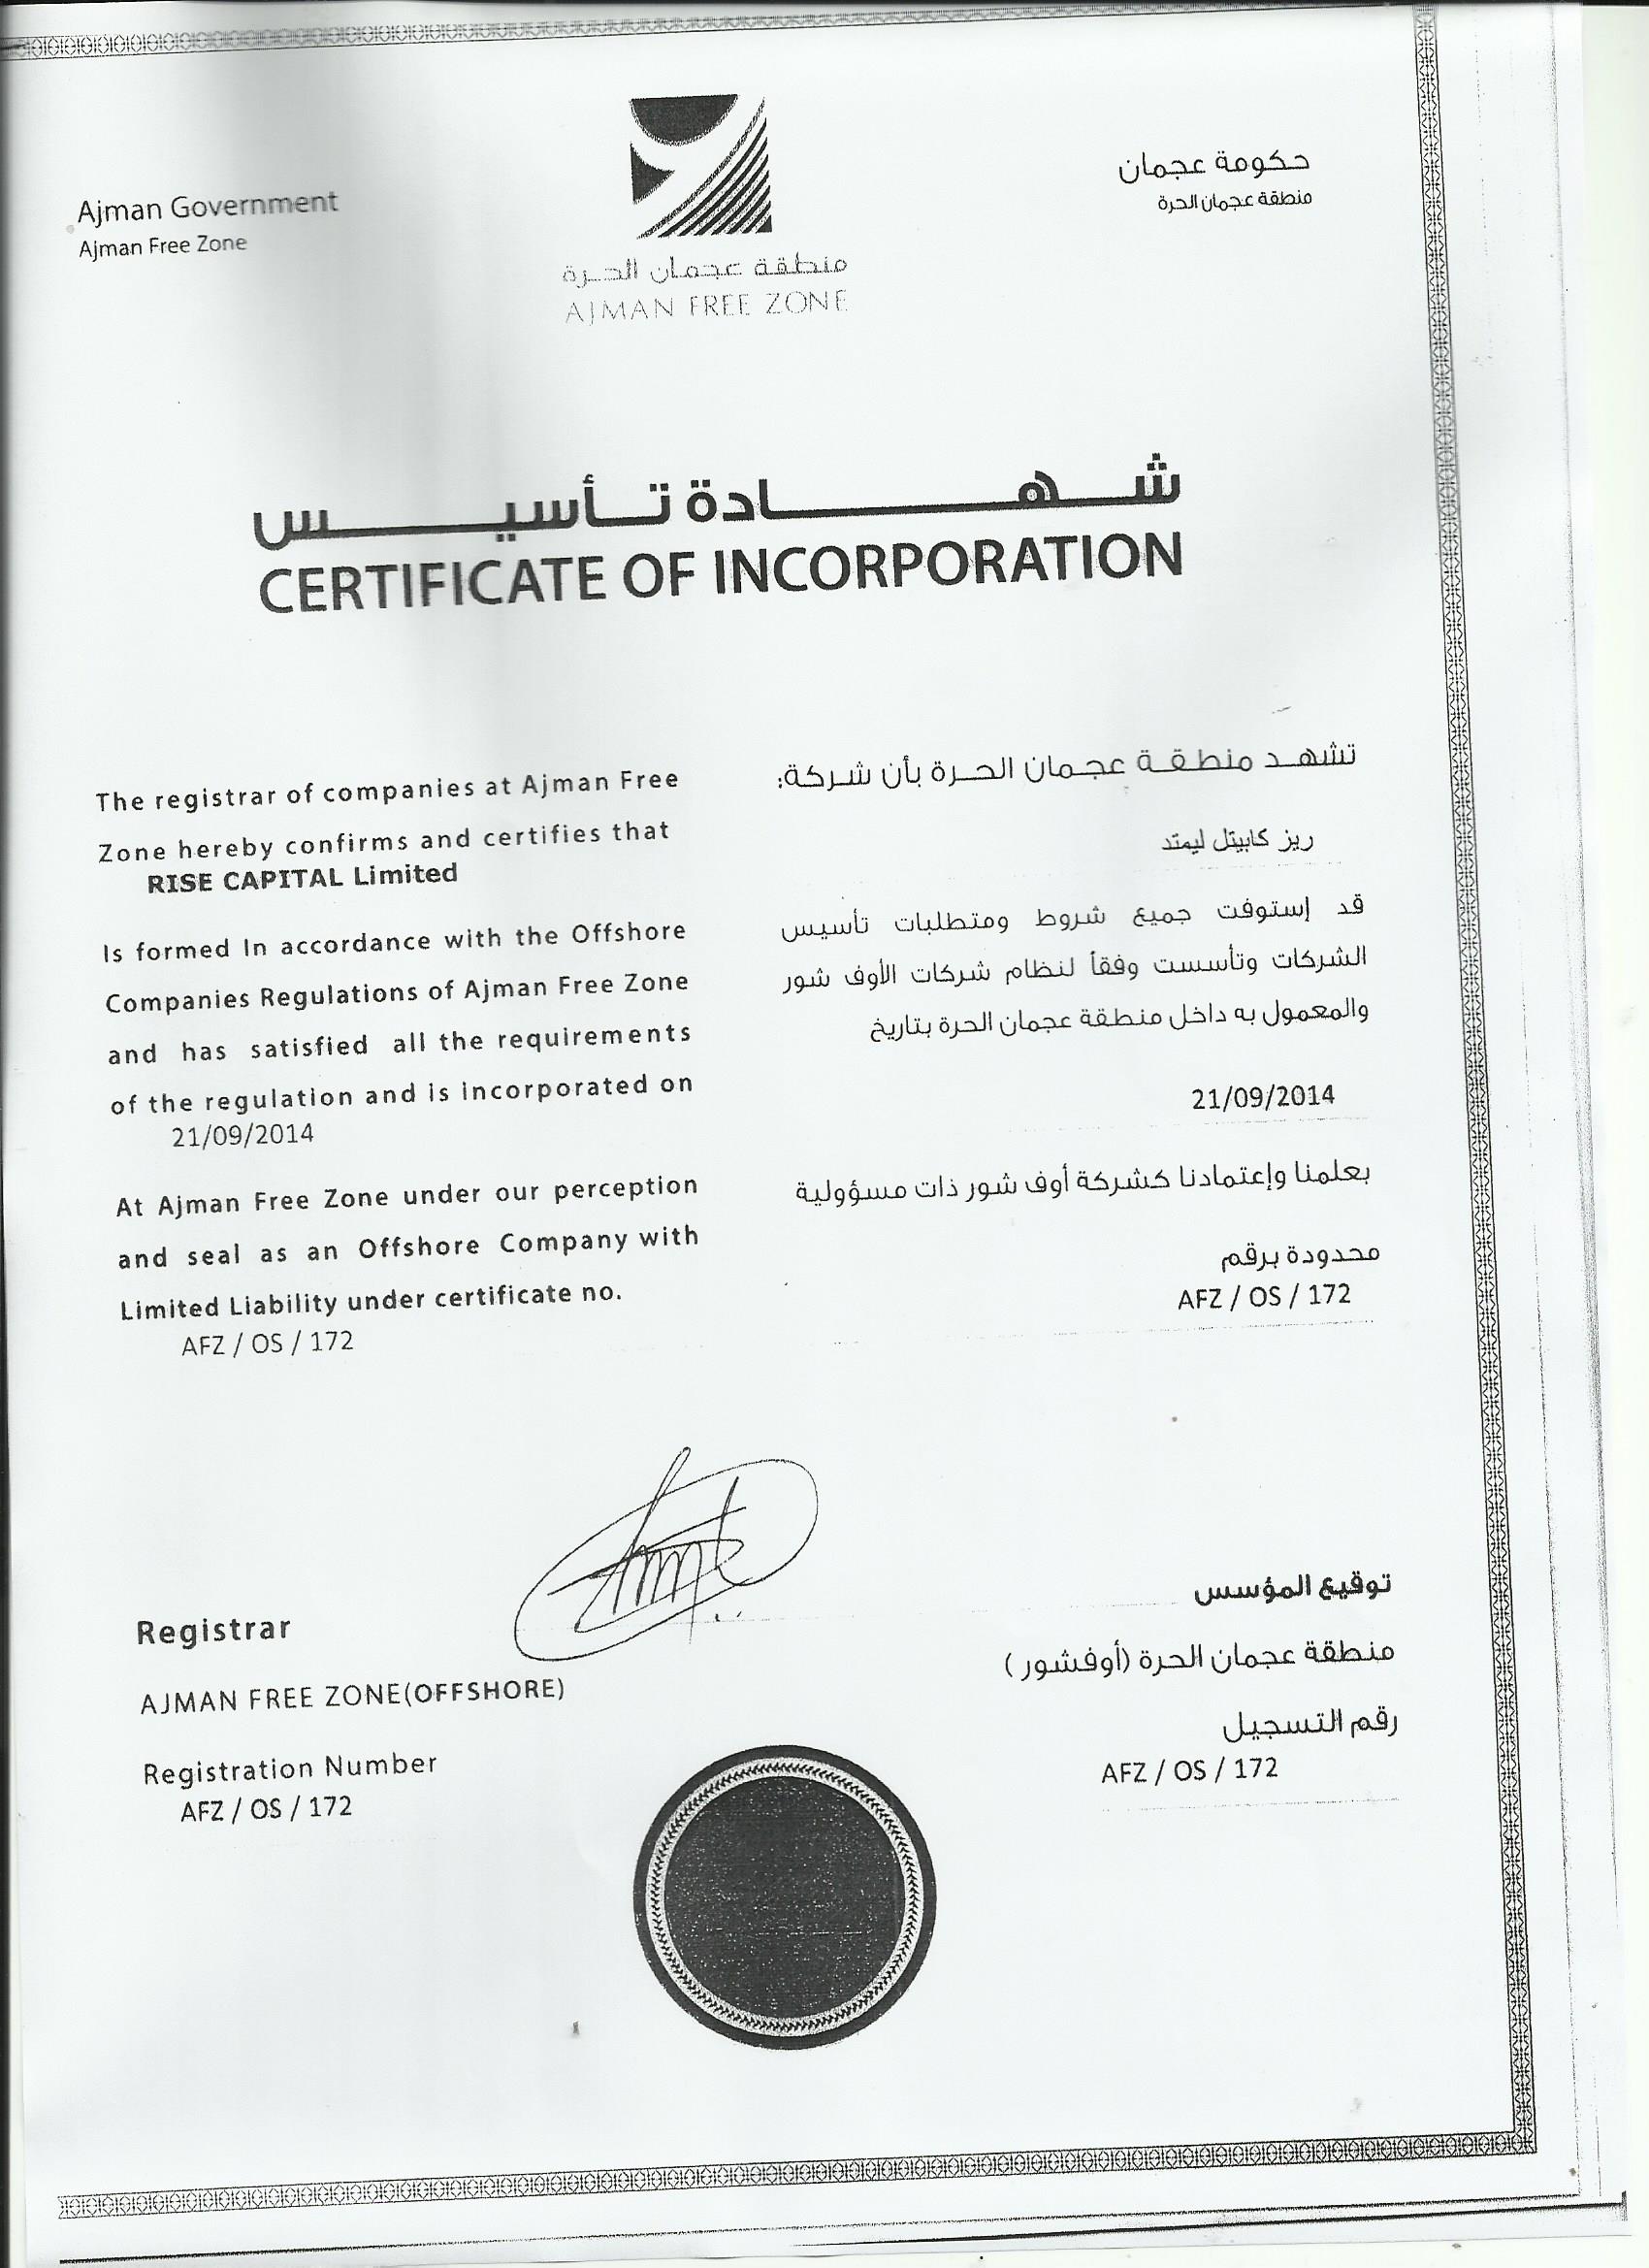 Ajman Government
Ajman Free Zone
حكومة عجمان
منطقة عجمان الحرة
منطقة عجمان الحرة
AJMAN FREE ZONE
شهادة تأسيس
CERTIFICATE OF INCORPORATION
The registrar of companies at Ajman Free
Zone hereby confirms and certifies that
RISE CAPITAL Limited
Is formed In accordance with the Offshore
Companies Regulations of Ajman Free Zone
and has satisfied all the requirements
of the regulation and is incorporated on
21/09/2014
At Ajman Free Zone under our perception
and seal as an Offshore Company with
Limited Liability under certificate no.
AFZ / OS / 172
تشهد منطقة عجمان الحرة بأن شركة:
ريز كابيتل ليمتد
قد إستوفت جميع شروط ومتطلبات تأسيس
الشركات وتأسست وفقاً لنظام شركات الأوف شور
والمعمول به داخل منطقة عجمان الحرة بتاريخ
21/09/2014
بعلمنا وإعتمادنا كشركة أوف شور ذات مسؤولية
محدودة برقم
AFZ / OS / 172
Registrar
AJMAN FREE ZONE(OFFSHORE)
Registration Number
AFZ / OS / 172
توقيع المؤسس
منطقة عجمان الحرة (أوفشور )
رقم التسجيل
AFZ / OS / 172